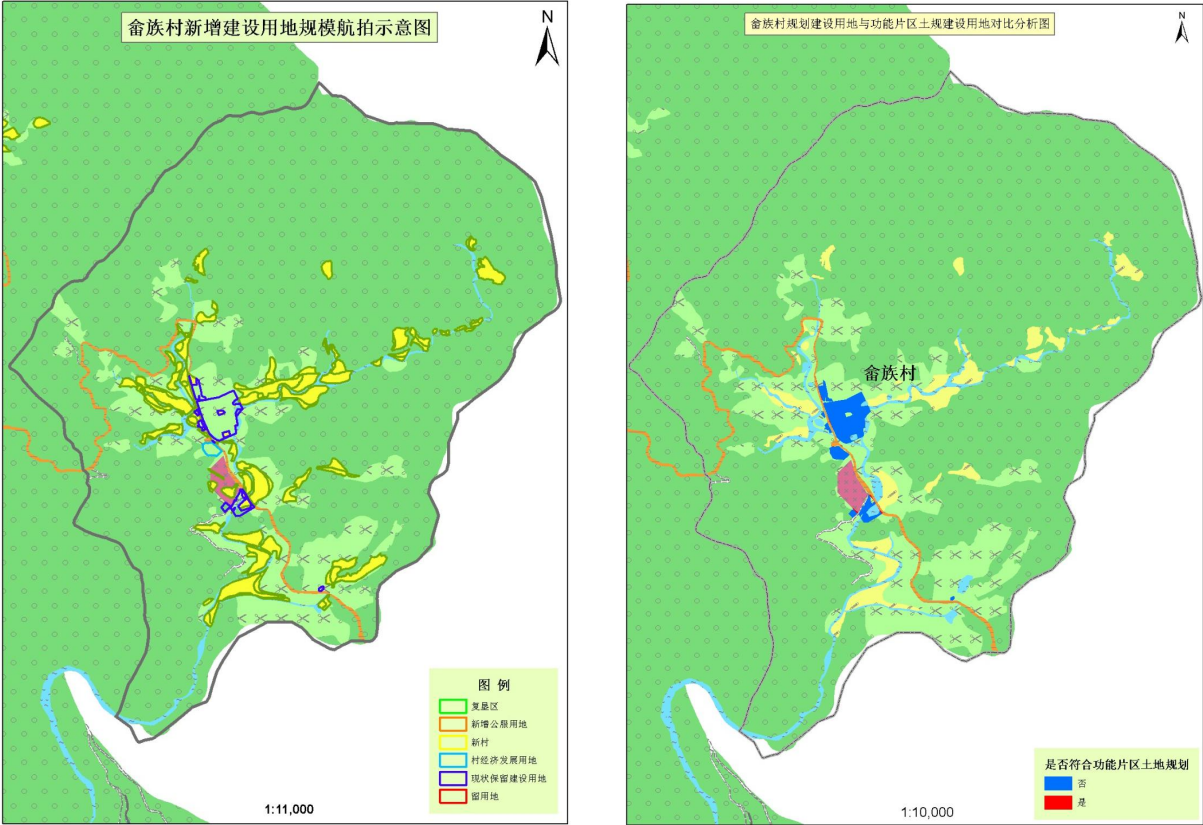 畲族村新增建设用地规模航拍示意图
N
图 例
复垦区
新增公服用地
新村
村经济发展用地
现状保留建设用地
留用地
1:11,000
畲族村规划建设用地与功能片区土规建设用地对比分析图
N
畲族村
是否符合功能片区土地规划
否
是
1:10,000